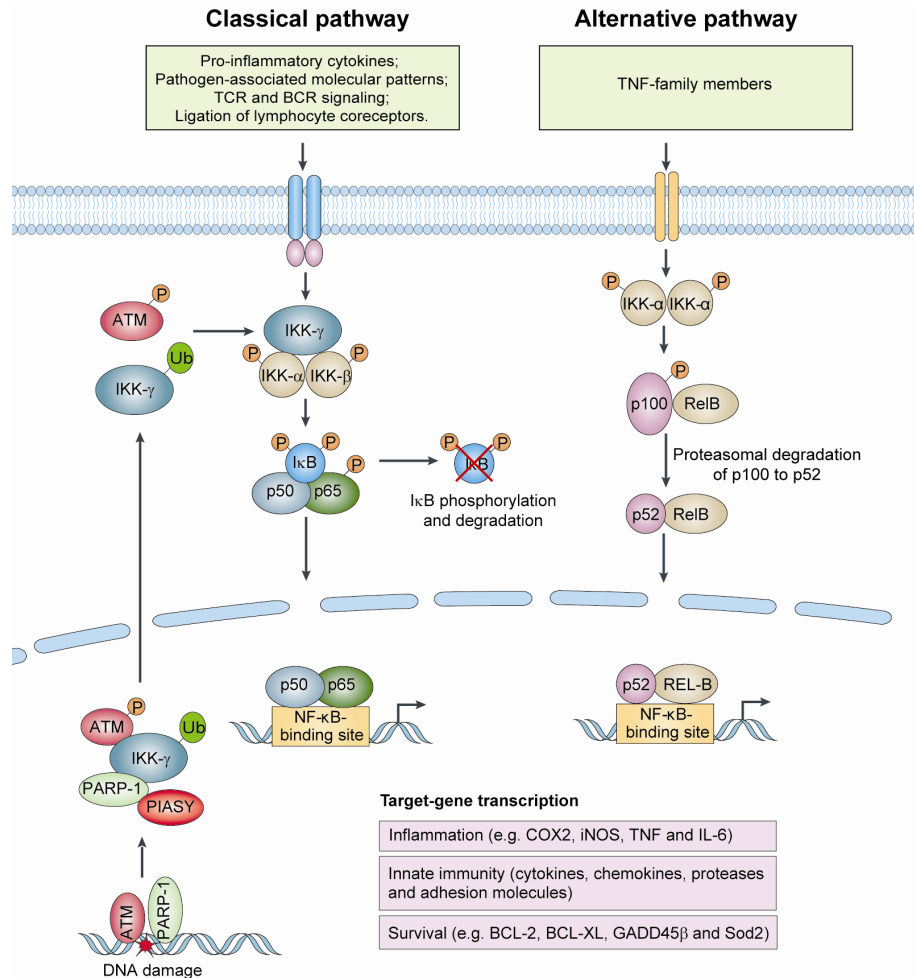 Classical pathway
Alternative pathway
Pro-inflammatory cytokines;
Pathogen-associated molecular patterns;
TCR and BCR signaling;
Ligation of lymphocyte coreceptors.
TNF-family members
P
ATM
Ub
IKK-γ
IKK-γ
P
P
IKK-α
IKK-β
P
P
IKK-α
IKK-α
P
p100
RelB
P
P
IκB
P
p50
p65
P
P
IκB
IκB phosphorylation
and degradation
Proteasomal degradation
of p100 to p52
p52
RelB
p50
p65
NF-κB-
binding site
p52
REL-B
NF-κB-
binding site
P
ATM
Ub
IKK-γ
PARP-1
PIASY
ATM
PARP-1
DNA damage
Target-gene transcription
Inflammation (e.g. COX2, iNOS, TNF and IL-6)
Innate immunity (cytokines, chemokines, proteases
and adhesion molecules)
Survival (e.g. BCL-2, BCL-XL, GADD45β and Sod2)